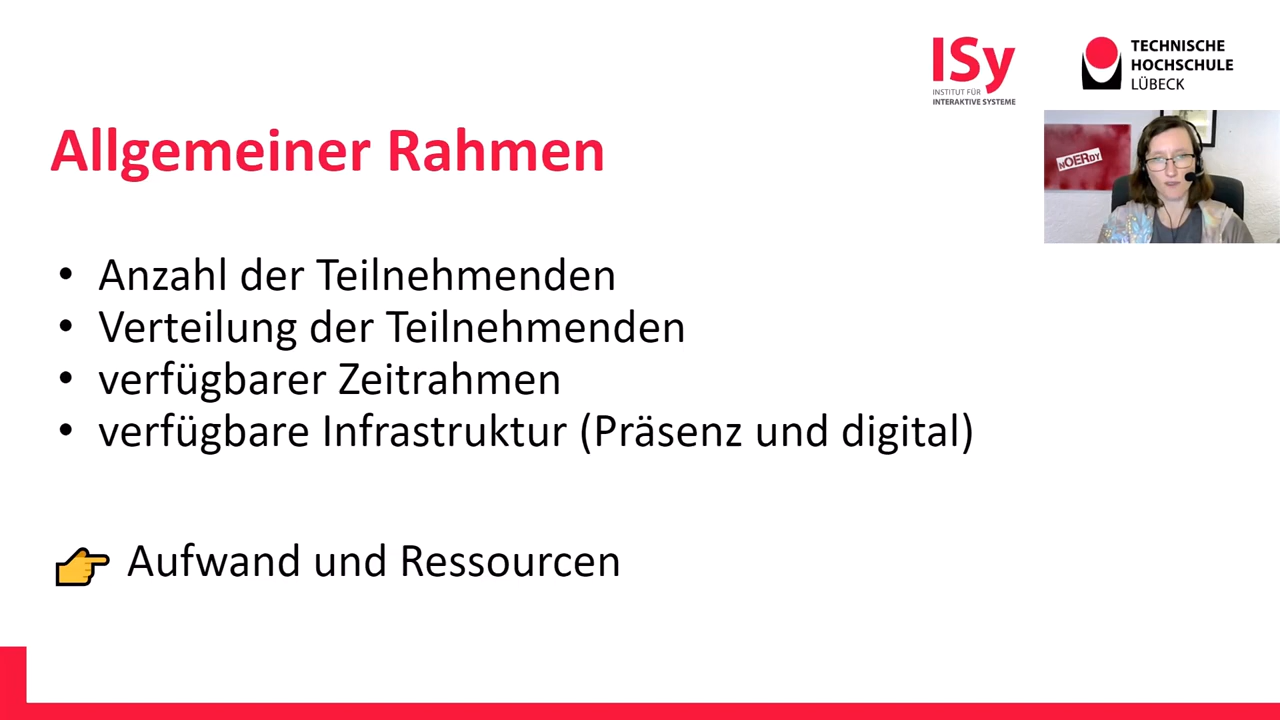 ISy
INSTITUT FÜR
INTERAKTIVE SYSTEME
TECHNISCHE
HOCHSCHULE
LÜBECK
Allgemeiner Rahmen
NOERDY
• Anzahl der Teilnehmenden
• Verteilung der Teilnehmenden
• verfügbarer Zeitrahmen
• verfügbare Infrastruktur (Präsenz und digital)
Aufwand und Ressourcen